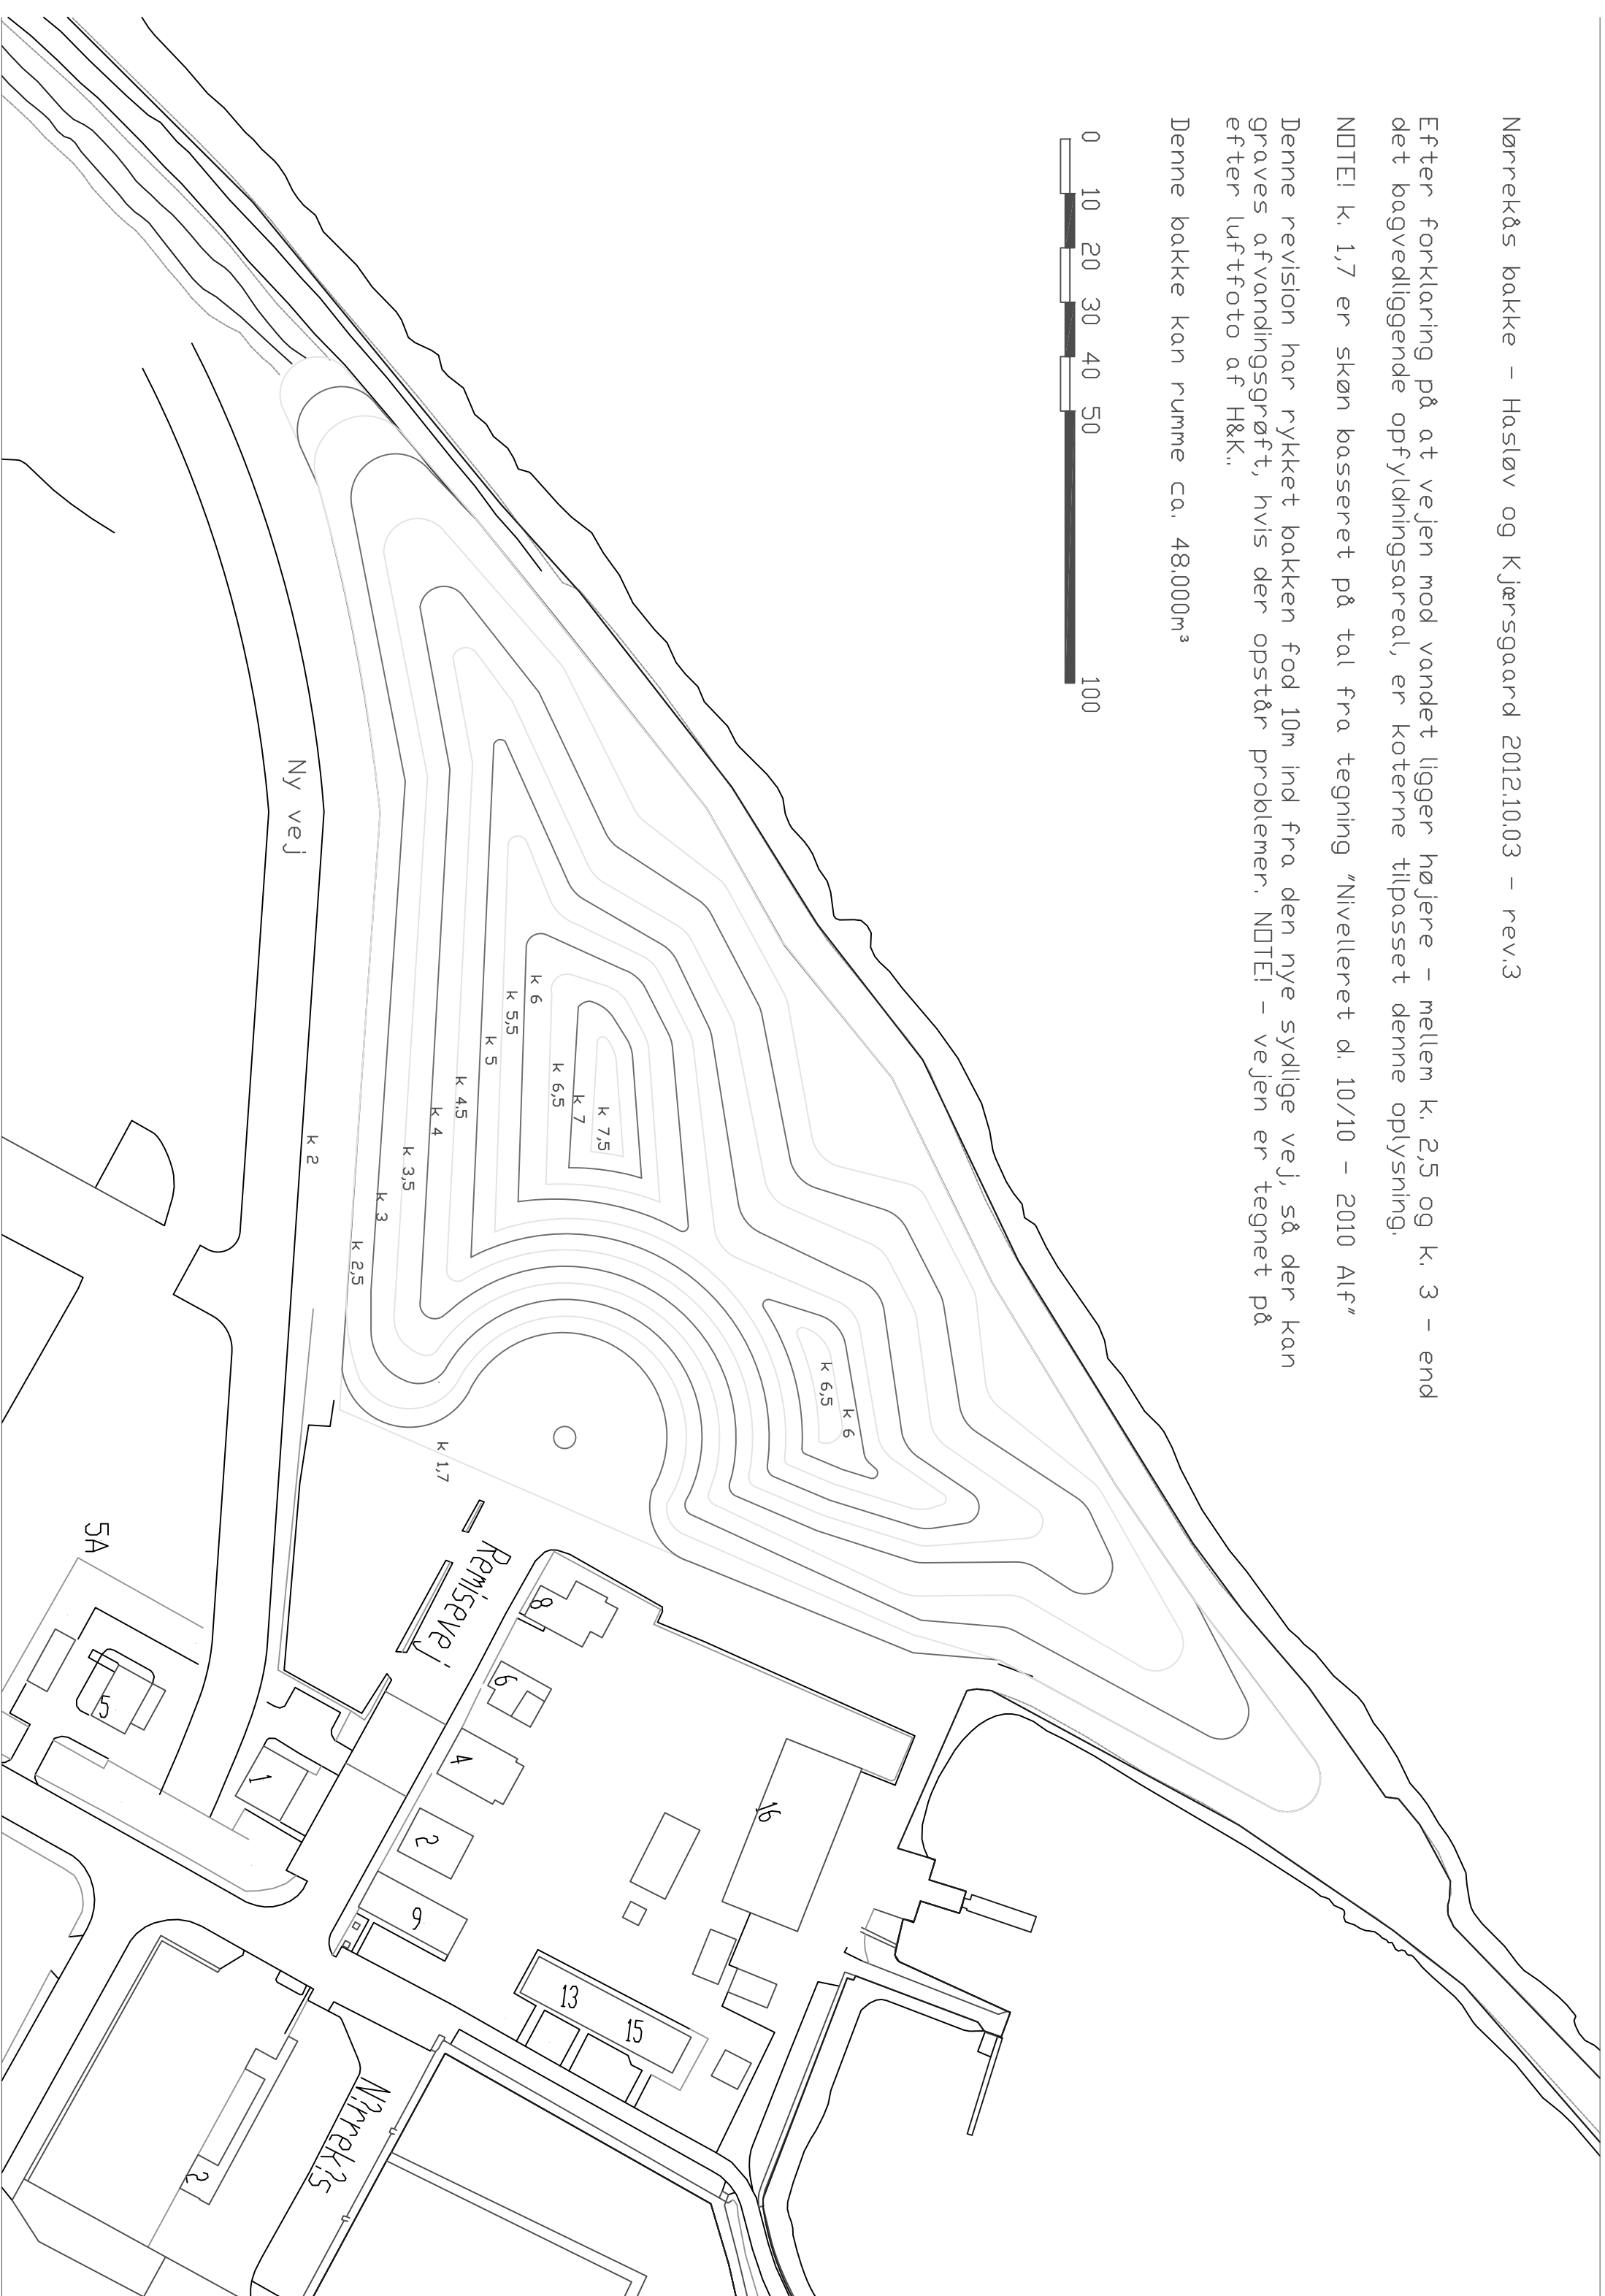 Nørrekås bakke - Hasløv og Kjærsgaard 2012.10.03 - rev.3
Efter forklaring på at vejen mod vandet ligger højere - mellem k. 2,5 og k. 3 - end
det bagvedliggende opfyldningsareal, er koterne tilpasset denne oplysning.
NOTE! k. 1,7 er skøn basseret på tal fra tegning "Nivelleret d. 10/10 - 2010 Alf"
Denne revision har rykket bakken fod 10m ind fra den nye sydlige vej, så der kan
graves afvandingsgrøft, hvis der opstår problemer. NOTE! - vejen er tegnet på
efter luftfoto af H&K..
Denne bakke kan rumme ca. 48.000m³
0 10 20 30 40 50 100
k 6,5
k 6
k 7,5
k 7
k 6,5
k 6
k 5,5
k 5
k 4,5
k 4
k 3,5
k 3
k 2,5
k 2
k 1,7
Ny vej
Remisevej
N?rrek?s
8
6
4
2
9
16
13
15
1
5
5A
2